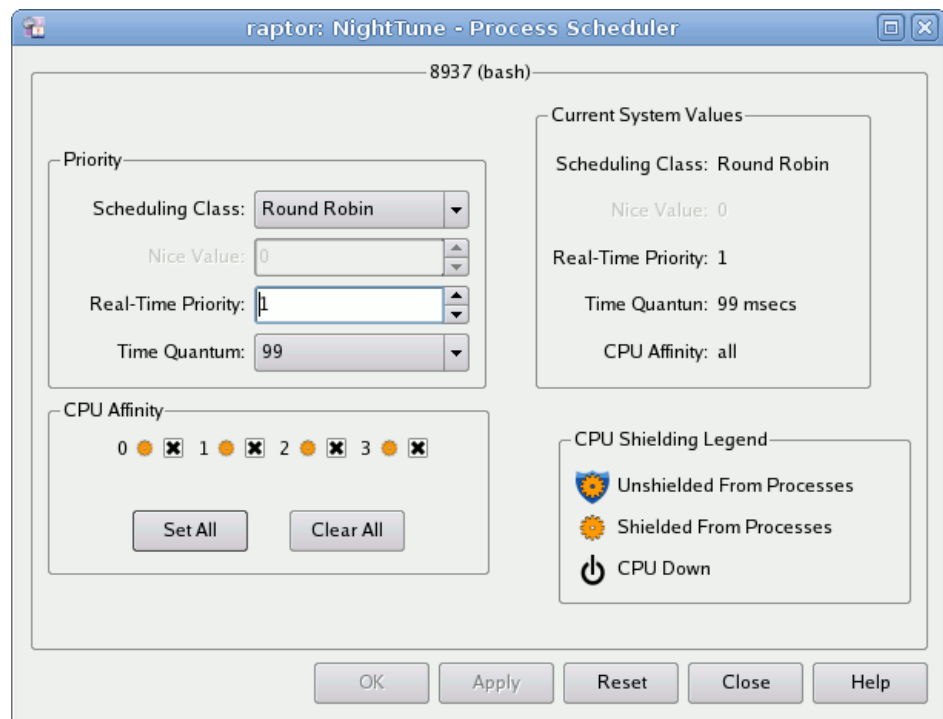 raptor: NightTune - Process Scheduler
8937 (bash)
Priority
Scheduling Class: Round Robin
Nice Value: 0
Real-Time Priority: 1
Time Quantum: 99
Current System Values
Scheduling Class: Round Robin
Nice Value: 0
Real-Time Priority: 1
Time Quantun: 99 msecs
CPU Affinity: all
CPU Affinity
0 1 2 3
Set All Clear All
CPU Shielding Legend
Unshielded From Processes
Shielded From Processes
CPU Down
OK Apply Reset Close Help